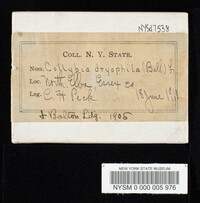 NYSd7538
COLL. N. Y. STATE.
Nom. Collybia dryophila (Bull) Fr
Loc. North Elba, Essex Co
Leg. C H Peck June
& Bolton Ldg. 1905
NEW YORK STATE MUSEUM
NYSM 0 000 005 976